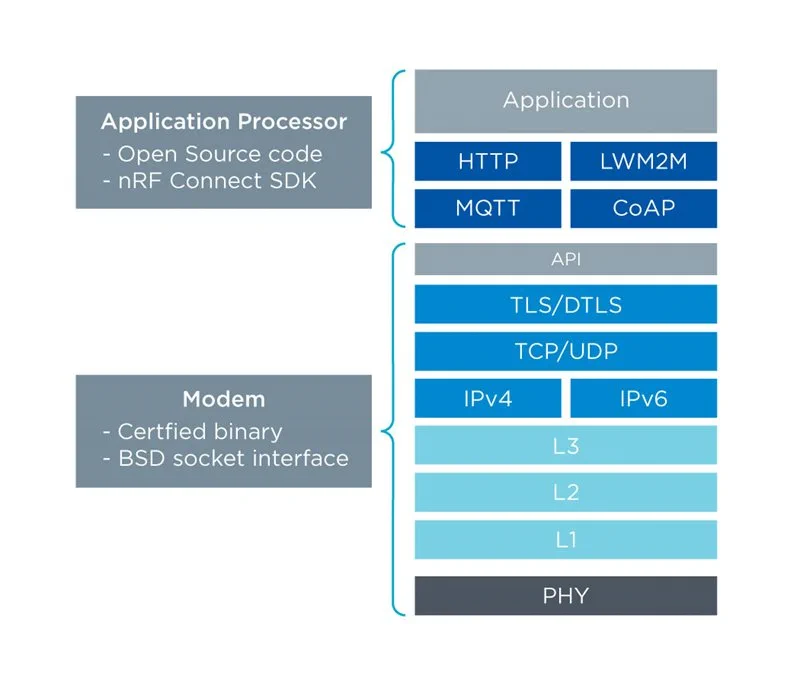 Application Processor
- Open Source code
- nRF Connect SDK
Application
HTTP
LWM2M
MQTT
CoAP
Modem
- Certfied binary
- BSD socket interface
API
TLS/DTLS
TCP/UDP
IPv4
IPv6
L3
L2
L1
PHY